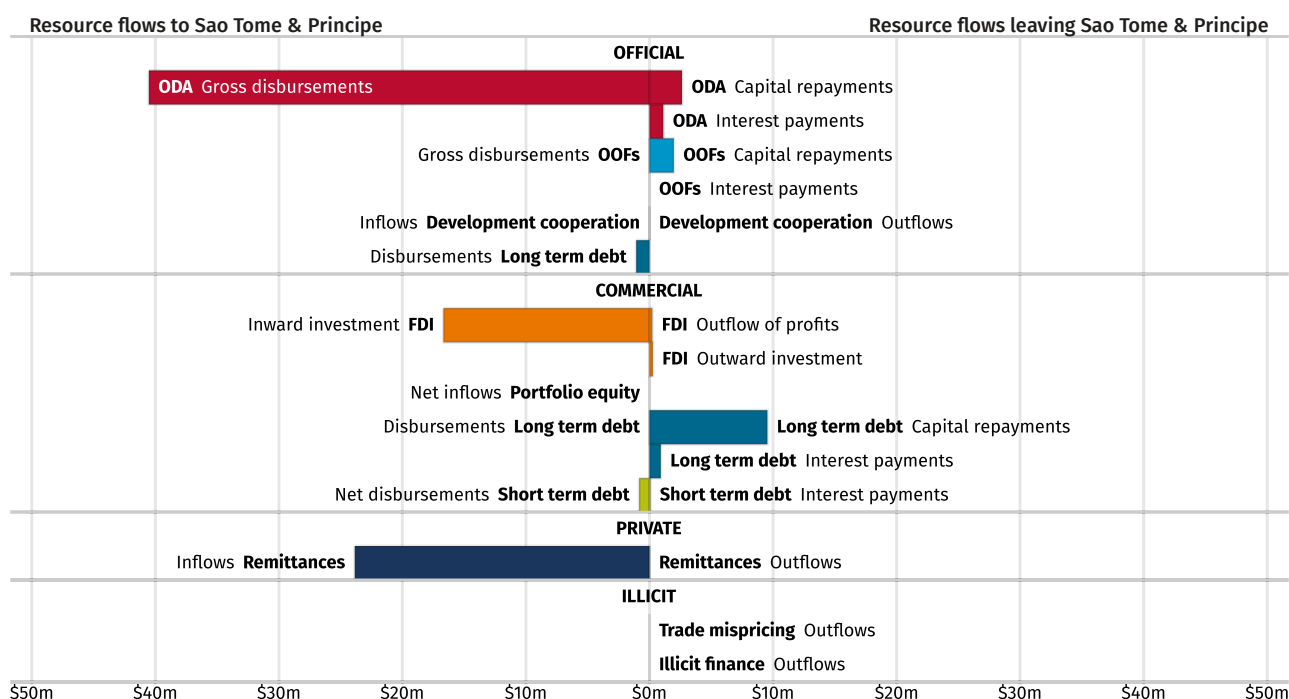 Resource flows to Sao Tome & Principe Resource flows leaving Sao Tome & Principe
OFFICIAL
ODA Gross disbursements ODA Capital repayments
ODA Interest payments
Gross disbursements OOFs OOFs Capital repayments
OOFs Interest payments
Inflows Development cooperation Development cooperation Outflows
Disbursements Long term debt
COMMERCIAL
Inward investment FDI FDI Outflow of profits
FDI Outward investment
Net inflows Portfolio equity
Disbursements Long term debt Long term debt Capital repayments
Long term debt Interest payments
Net disbursements Short term debt Short term debt Interest payments
PRIVATE
Inflows Remittances Remittances Outflows
ILLICIT
Trade mispricing Outflows
Illicit finance Outflows
$50m $40m $30m $20m $10m $0m $10m $20m $30m $40m $50m